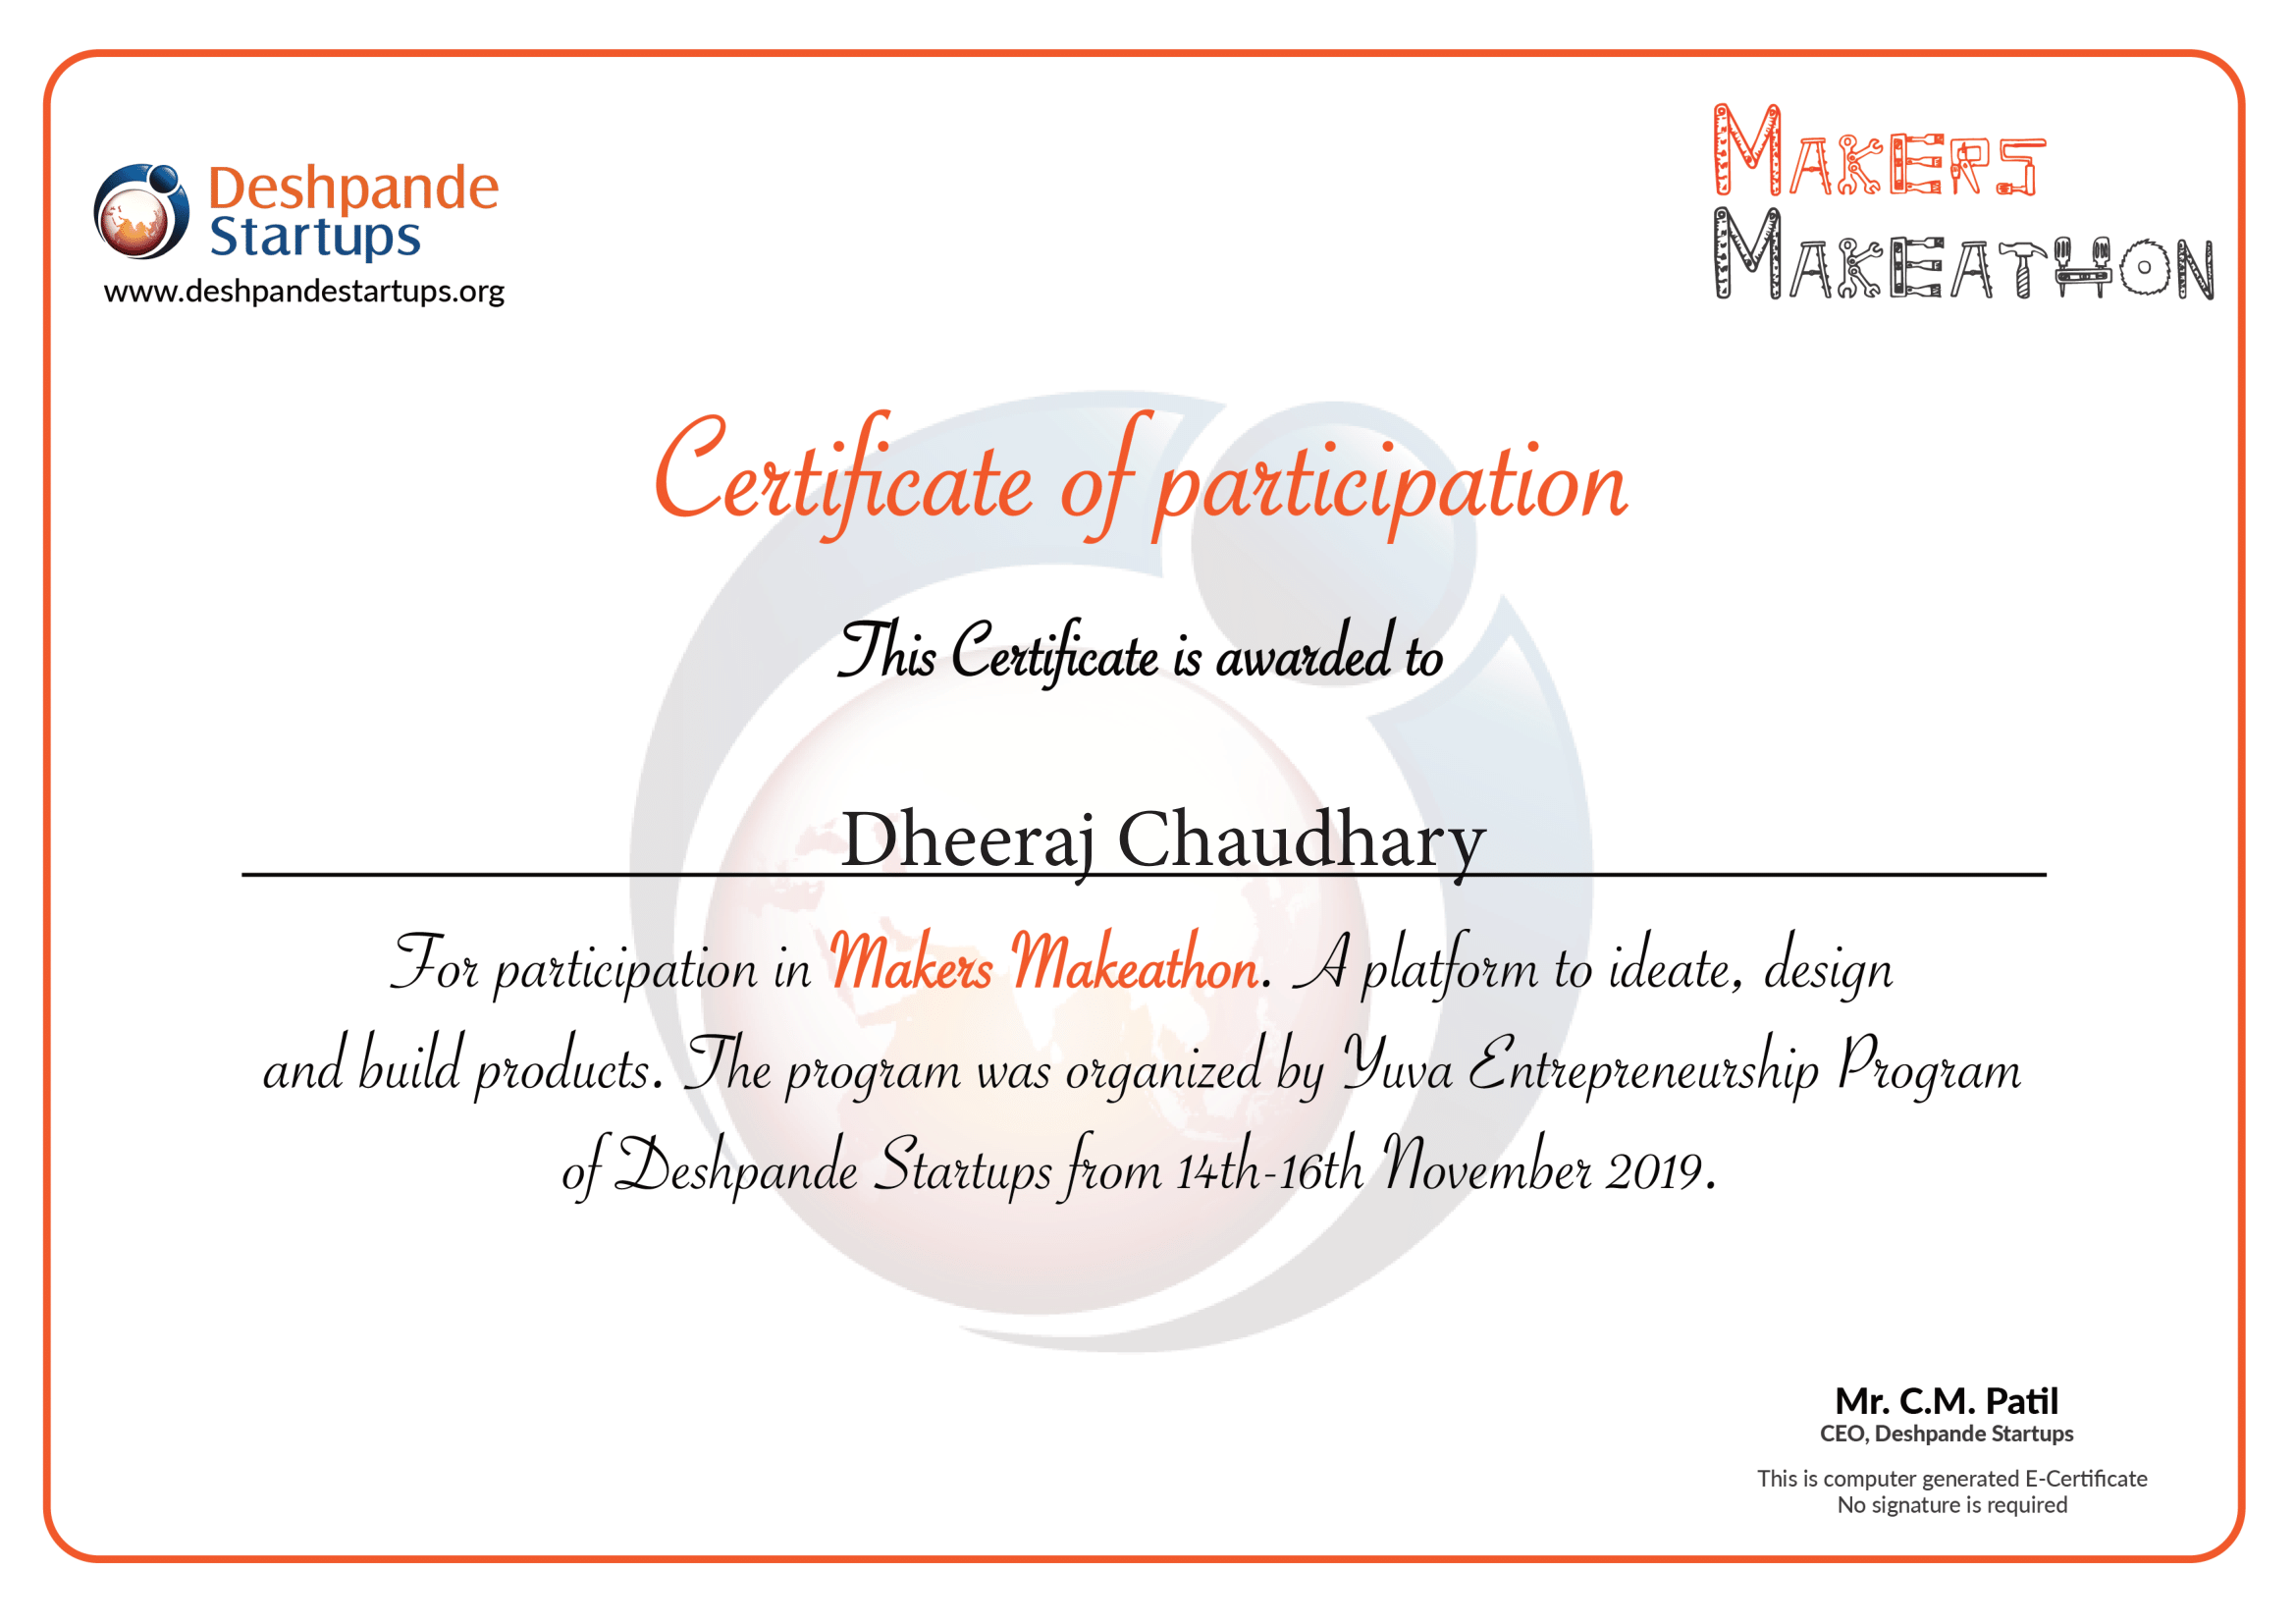 Deshpande
Startups
www.deshpandestartups.org
MAKERS
MAKEATHON
Certificate of participation
This Certificate is awarded to
Dheeraj Chaudhary
For participation in Makers Makeathon. A platform to ideate, design
and build products. The program was organized by Yuva Entrepreneurship Program
of Deshpande Startups from 14th-16th November 2019.
Mr. C.M. Patil
CEO, Deshpande Startups
This is computer generated E-Certificate
No signature is required